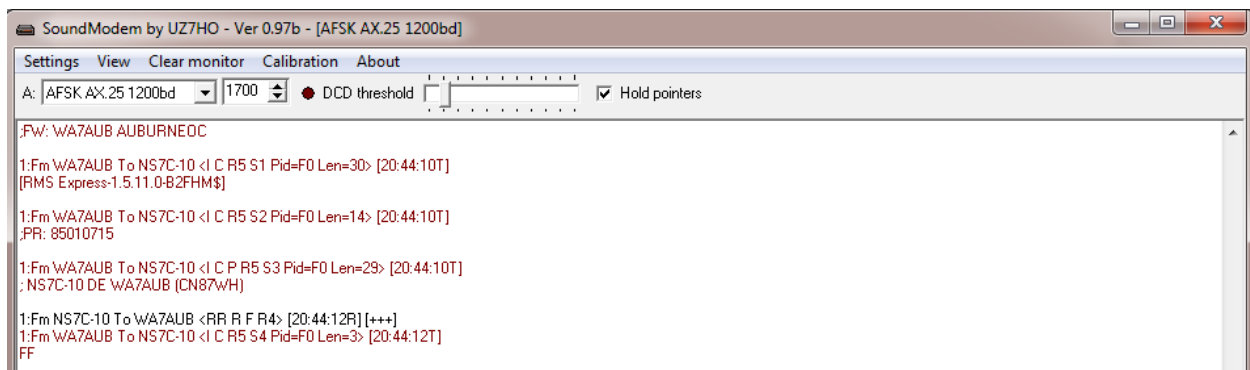 SoundModem by UZ7HO - Ver 0.97b - [AFSK AX.25 1200bd]
Settings View Clear monitor Calibration About
A: AFSK AX.25 1200bd 1700 DCD threshold Hold pointers
;FW: WA7AUB AUBURNEOC
1:Fm WA7AUB To NS7C-10 <I C R5 S1 Pid=F0 Len=30> [20:44:10T]
[RMS Express-1.5.11.0-B2FHM$]
1:Fm WA7AUB To NS7C-10 <I C R5 S2 Pid=F0 Len=14> [20:44:10T]
;PR: 85010715
1:Fm WA7AUB To NS7C-10 <I C P R5 S3 Pid=F0 Len=29> [20:44:10T]
; NS7C-10 DE WA7AUB (CN87WH)
1:Fm NS7C-10 To WA7AUB <RR R F R4> [20:44:12R] [+++]
1:Fm WA7AUB To NS7C-10 <I C R5 S4 Pid=F0 Len=3> [20:44:12T]
FF